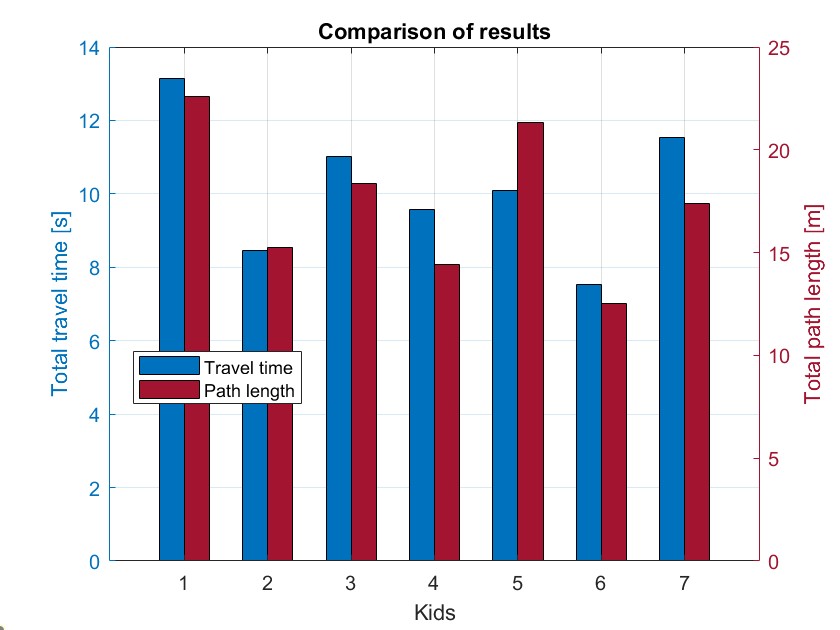 Comparison of results
14
12
10
8
6
4
2
0
Total travel time [s]
25
20
15
10
5
0
Total path length [m]
Travel time
Path length
1 2 3 4 5 6 7
Kids